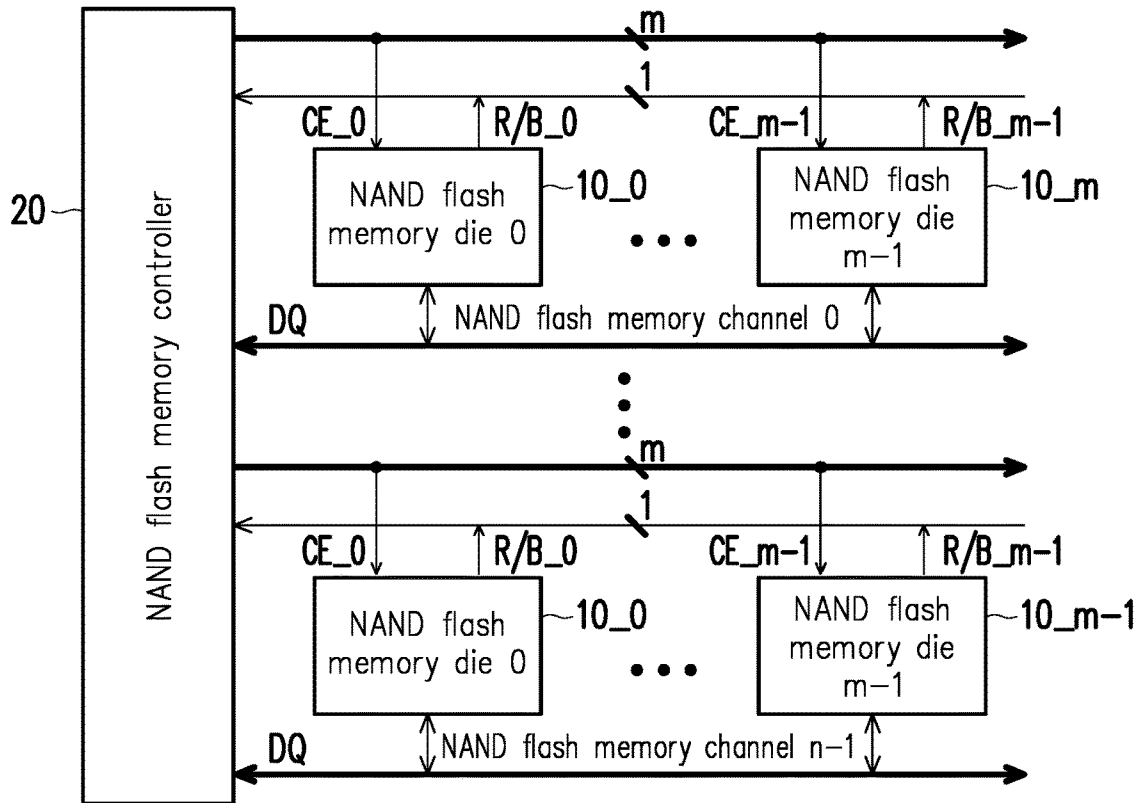 m
1
CE_0
R/B_0
CE_m-1
R/B_m-1
20
NAND flash memory controller
NAND flash
memory die 0
10_0
NAND flash
memory die
m-1
10_m
DQ
NAND flash memory channel 0
m
1
CE_0
R/B_0
CE_m-1
R/B_m-1
NAND flash
memory die 0
10_0
NAND flash
memory die
m-1
10_m-1
DQ
NAND flash memory channel n-1